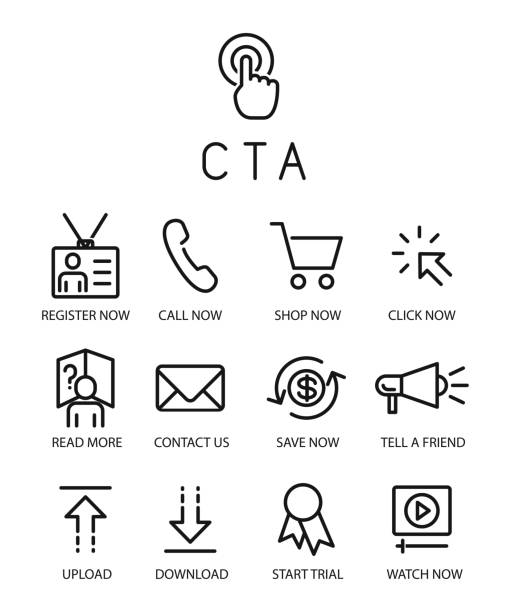 CTA
REGISTER NOW
CALL NOW
SHOP NOW
CLICK NOW
?
READ MORE
CONTACT US
$
SAVE NOW
TELL A FRIEND
UPLOAD
DOWNLOAD
START TRIAL
WATCH NOW